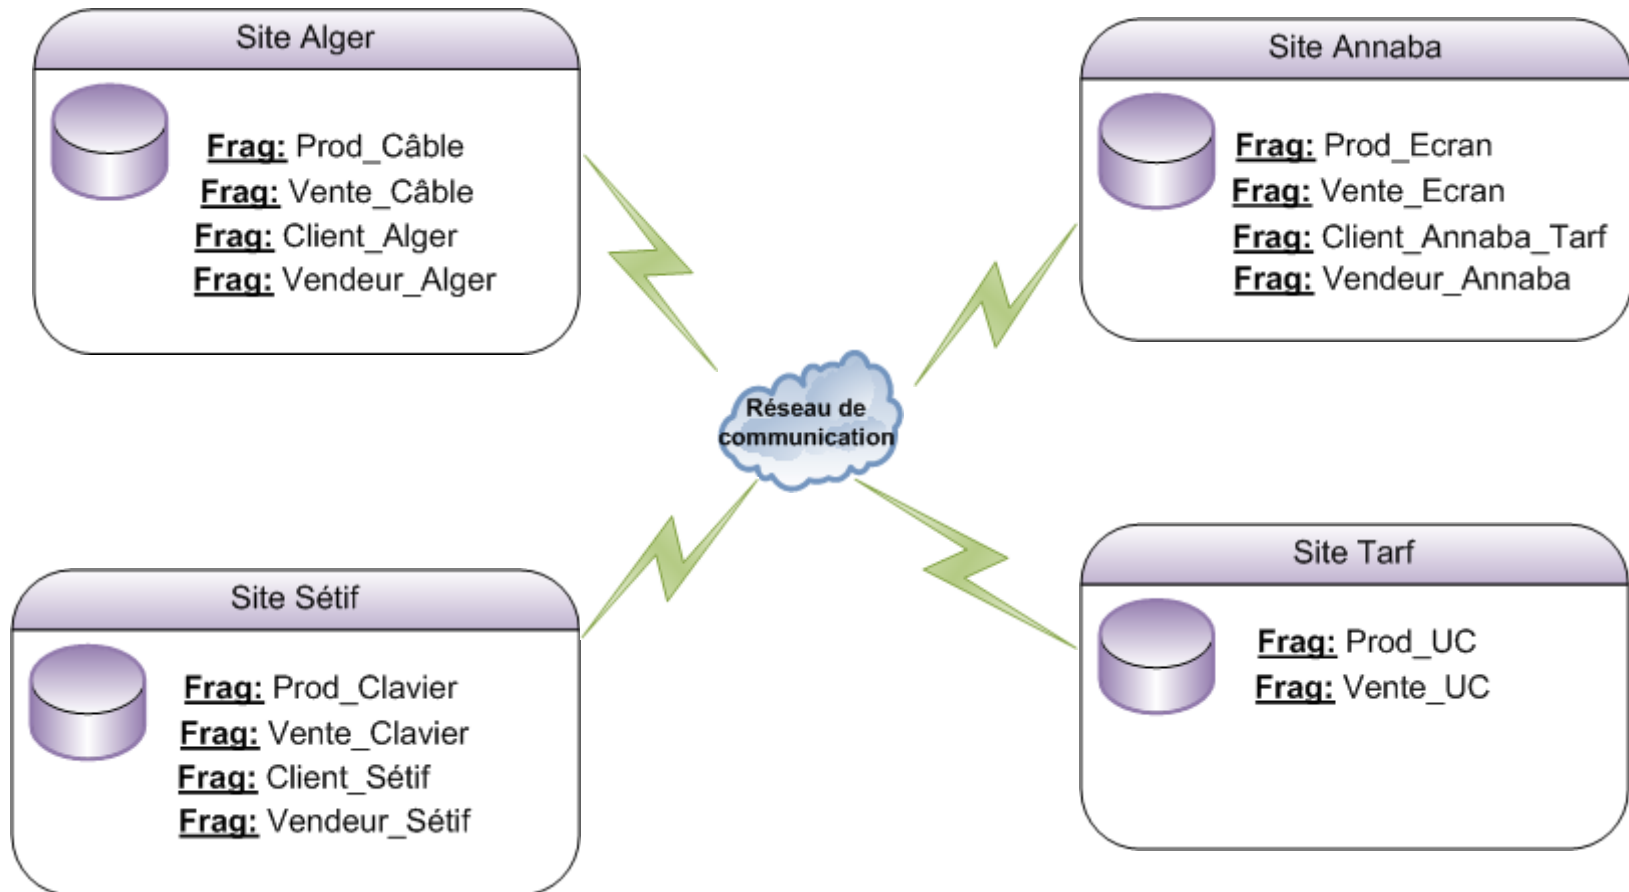 Site Alger
Frag: Prod_Câble
Frag: Vente_Câble
Frag: Client_Alger
Frag: Vendeur_Alger
Site Annaba
Frag: Prod_Ecran
Frag: Vente_Ecran
Frag: Client_Annaba_Tarf
Frag: Vendeur_Annaba
Réseau de
communication
Site Sétif
Frag: Prod_Clavier
Frag: Vente_Clavier
Frag: Client_Sétif
Frag: Vendeur_Sétif
Site Tarf
Frag: Prod_UC
Frag: Vente_UC